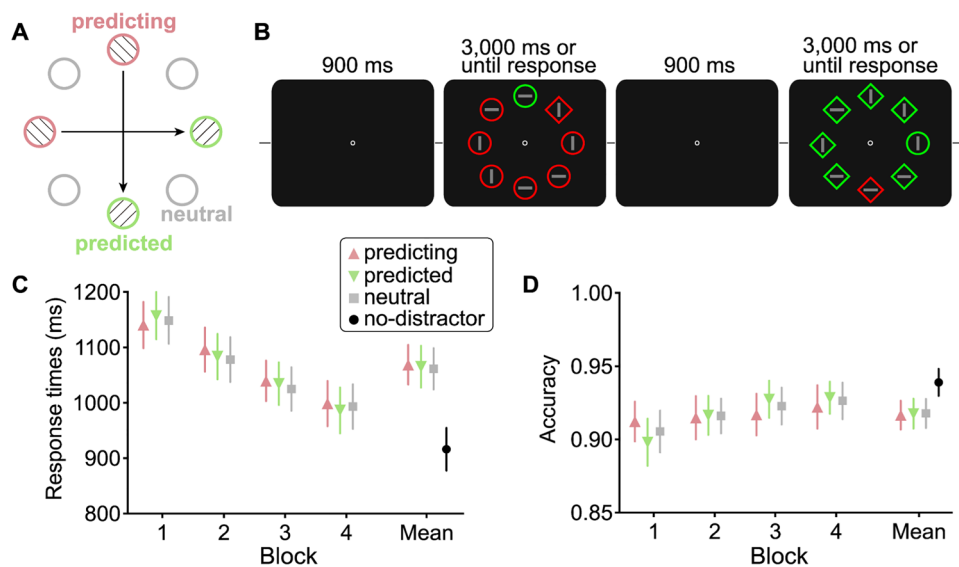 A
predicting
neutral
predicted
B
900 ms
3,000 ms or
until response
900 ms
3,000 ms or
until response
predicting
predicted
neutral
no-distractor
C
Response times (ms)
1200
1100
1000
900
800
1
2
3
4
Mean
Block
D
Accuracy
1.00
0.95
0.90
0.85
1
2
3
4
Mean
Block